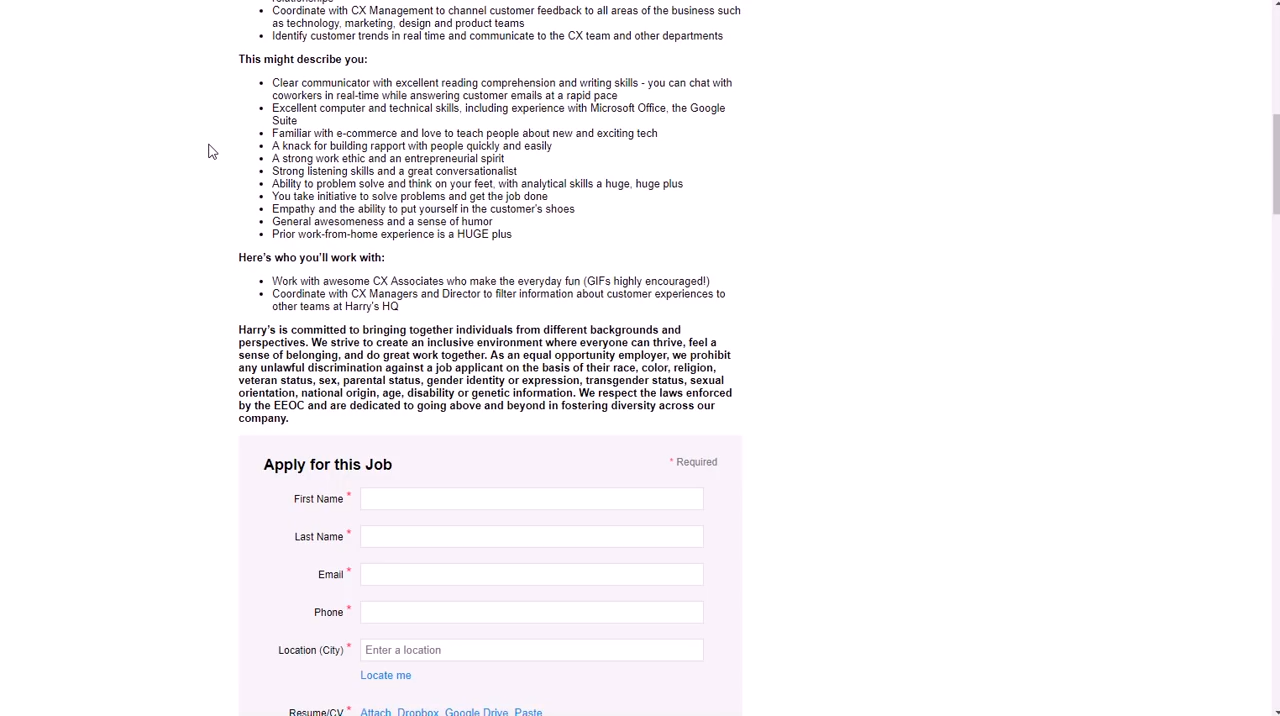 relationships
Coordinate with CX Management to channel customer feedback to all areas of the business such
as technology, marketing, design and product teams
Identify customer trends in real time and communicate to the CX team and other departments
This might describe you:
Clear communicator with excellent reading comprehension and writing skills - you can chat with
coworkers in real-time while answering customer emails at a rapid pace
Excellent computer and technical skills, including experience with Microsoft Office, the Google
Suite
Familiar with e-commerce and love to teach people about new and exciting tech
A knack for building rapport with people quickly and easily
A strong work ethic and an entrepreneurial spirit
Strong listening skills and a great conversationalist
Ability to problem solve and think on your feet, with analytical skills a huge, huge plus
You take initiative to solve problems and get the job done
Empathy and the ability to put yourself in the customer's shoes
General awesomeness and a sense of humor
Prior work-from-home experience is a HUGE plus
Here's who you'll work with:
Work with awesome CX Associates who make the everyday fun (GIFs highly encouraged!)
Coordinate with CX Managers and Director to filter information about customer experiences to
other teams at Harry's HQ
Harry's is committed to bringing together individuals from different backgrounds and
perspectives. We strive to create an inclusive environment where everyone can thrive, feel a
sense of belonging, and do great work together. As an equal opportunity employer, we prohibit
any unlawful discrimination against a job applicant on the basis of their race, color, religion,
veteran status, sex, parental status, gender identity or expression, transgender status, sexual
orientation, national origin, age, disability or genetic information. We respect the laws enforced
by the EEOC and are dedicated to going above and beyond in fostering diversity across our
company.
Apply for this Job
* Required
First Name *
Last Name *
Email *
Phone *
Location (City) * Enter a location
Locate me
Resume/CV * Attach, Dropbox, Google Drive, Paste